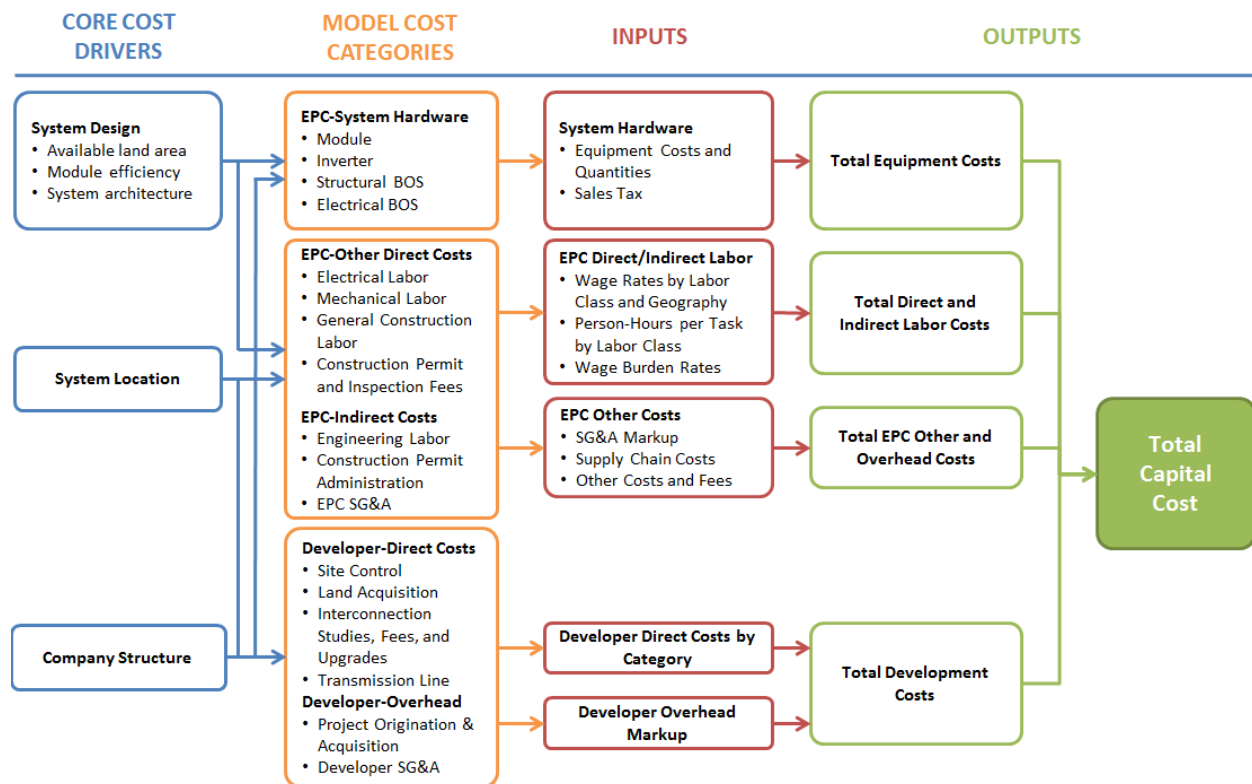 CORE COST
DRIVERS
MODEL COST
CATEGORIES
INPUTS
OUTPUTS
System Design
• Available land area
• Module efficiency
• System architecture
System Location
Company Structure
EPC-System Hardware
• Module
• Inverter
• Structural BOS
• Electrical BOS
EPC-Other Direct Costs
• Electrical Labor
• Mechanical Labor
• General Construction
Labor
• Construction Permit
and Inspection Fees
EPC-Indirect Costs
• Engineering Labor
• Construction Permit
Administration
• EPC SG&A
Developer-Direct Costs
• Site Control
• Land Acquisition
• Interconnection
Studies, Fees, and
Upgrades
• Transmission Line
Developer-Overhead
• Project Origination &
Acquisition
• Developer SG&A
System Hardware
• Equipment Costs and
Quantities
• Sales Tax
EPC Direct/Indirect Labor
• Wage Rates by Labor
Class and Geography
• Person-Hours per Task
by Labor Class
• Wage Burden Rates
EPC Other Costs
• SG&A Markup
• Supply Chain Costs
• Other Costs and Fees
Developer Direct Costs by
Category
Developer Overhead
Markup
Total Equipment Costs
Total Direct and
Indirect Labor Costs
Total EPC Other and
Overhead Costs
Total Development
Costs
Total
Capital
Cost